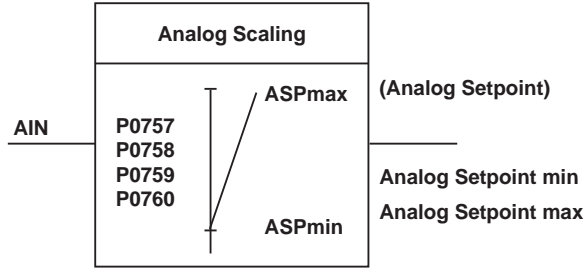 Analog Scaling
AIN
P0757
P0758
P0759
P0760
ASPmax
ASPmin
(Analog Setpoint)
Analog Setpoint min
Analog Setpoint max